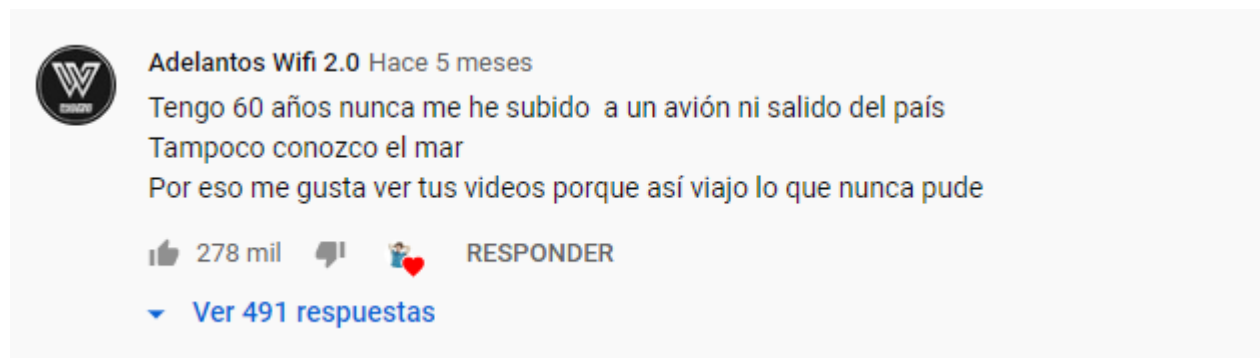 Adelantos Wifi 2.0 Hace 5 meses
Tengo 60 años nunca me he subido  a un avión ni salido del país
Tampoco conozco el mar
Por eso me gusta ver tus videos porque así viajo lo que nunca pude
278 mil RESPONDER
Ver 491 respuestas